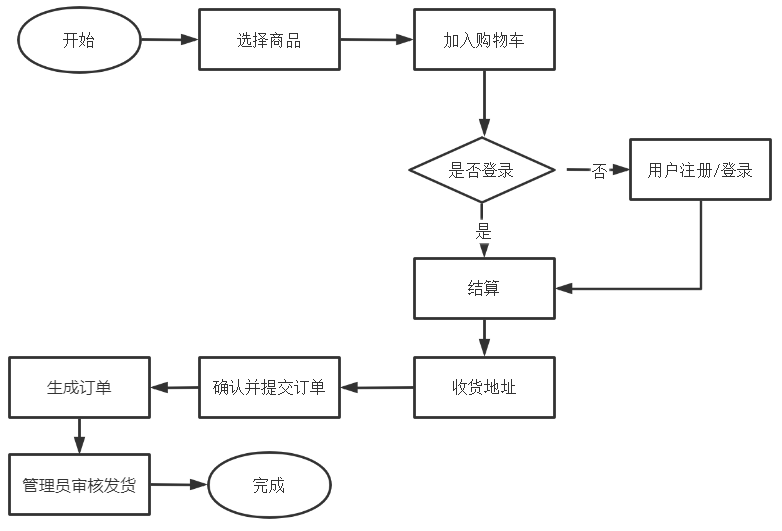 开始
选择商品
加入购物车
是否登录
否
用户注册/登录
是
结算
收货地址
确认并提交订单
生成订单
管理员审核发货
完成